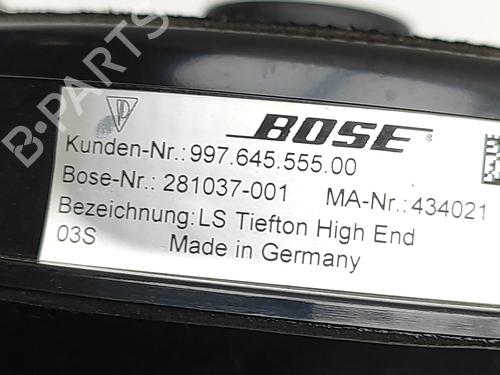 BOSE
Kunden-Nr.:997.645.555.00
Bose-Nr.: 281037-001 MA-Nr.:434021
Bezeichnung:LS Tiefton High End
03S Made in Germany
B-PARTS